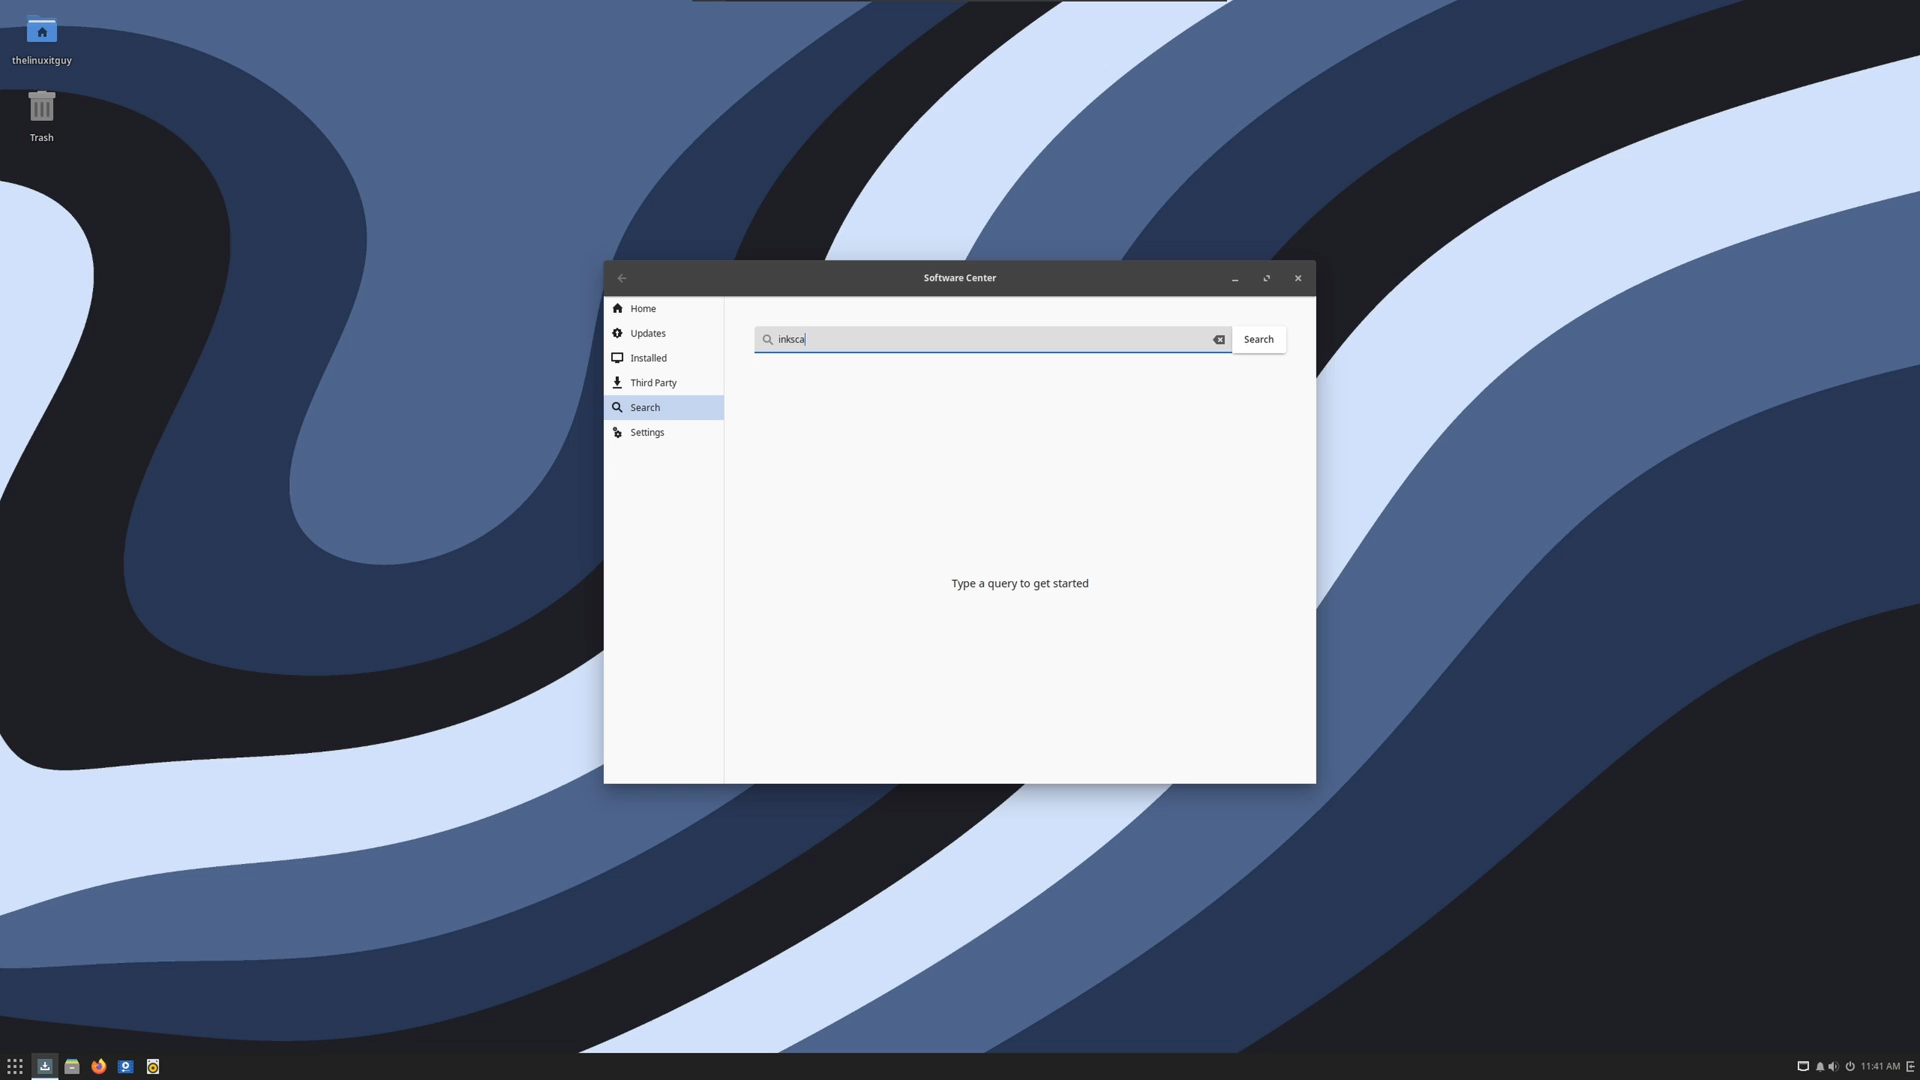 thelinuxitguy
Trash
Software Center
Home
Updates
Installed
Third Party
Search
Settings
inksca
Search
Type a query to get started
11:41 AM